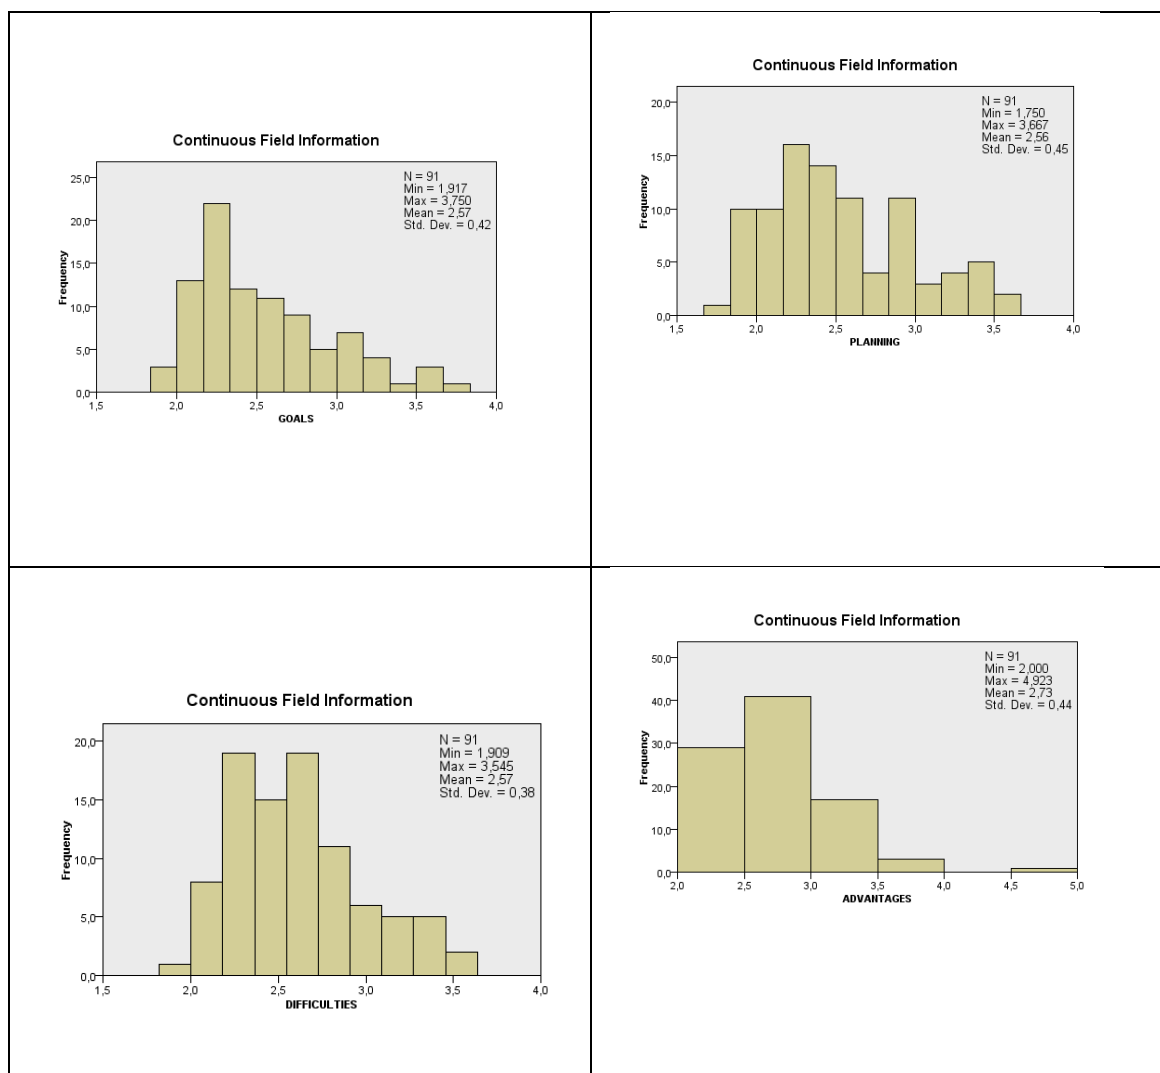 Continuous Field Information
N = 91
Min = 1,917
Max = 3,750
Mean = 2,57
Std. Dev. = 0,42
25,0
20,0
15,0
10,0
5,0
0,0
Frequency
1,5 2,0 2,5 3,0 3,5 4,0
GOALS
Continuous Field Information
N = 91
Min = 1,750
Max = 3,667
Mean = 2,56
Std. Dev. = 0,45
20,0
15,0
10,0
5,0
0,0
Frequency
1,5 2,0 2,5 3,0 3,5 4,0
PLANNING
Continuous Field Information
N = 91
Min = 1,909
Max = 3,545
Mean = 2,57
Std. Dev. = 0,38
20,0
15,0
10,0
5,0
0,0
Frequency
1,5 2,0 2,5 3,0 3,5 4,0
DIFFICULTIES
Continuous Field Information
N = 91
Min = 2,000
Max = 4,923
Mean = 2,73
Std. Dev. = 0,44
50,0
40,0
30,0
20,0
10,0
0,0
Frequency
2,0 2,5 3,0 3,5 4,0 4,5 5,0
ADVANTAGES